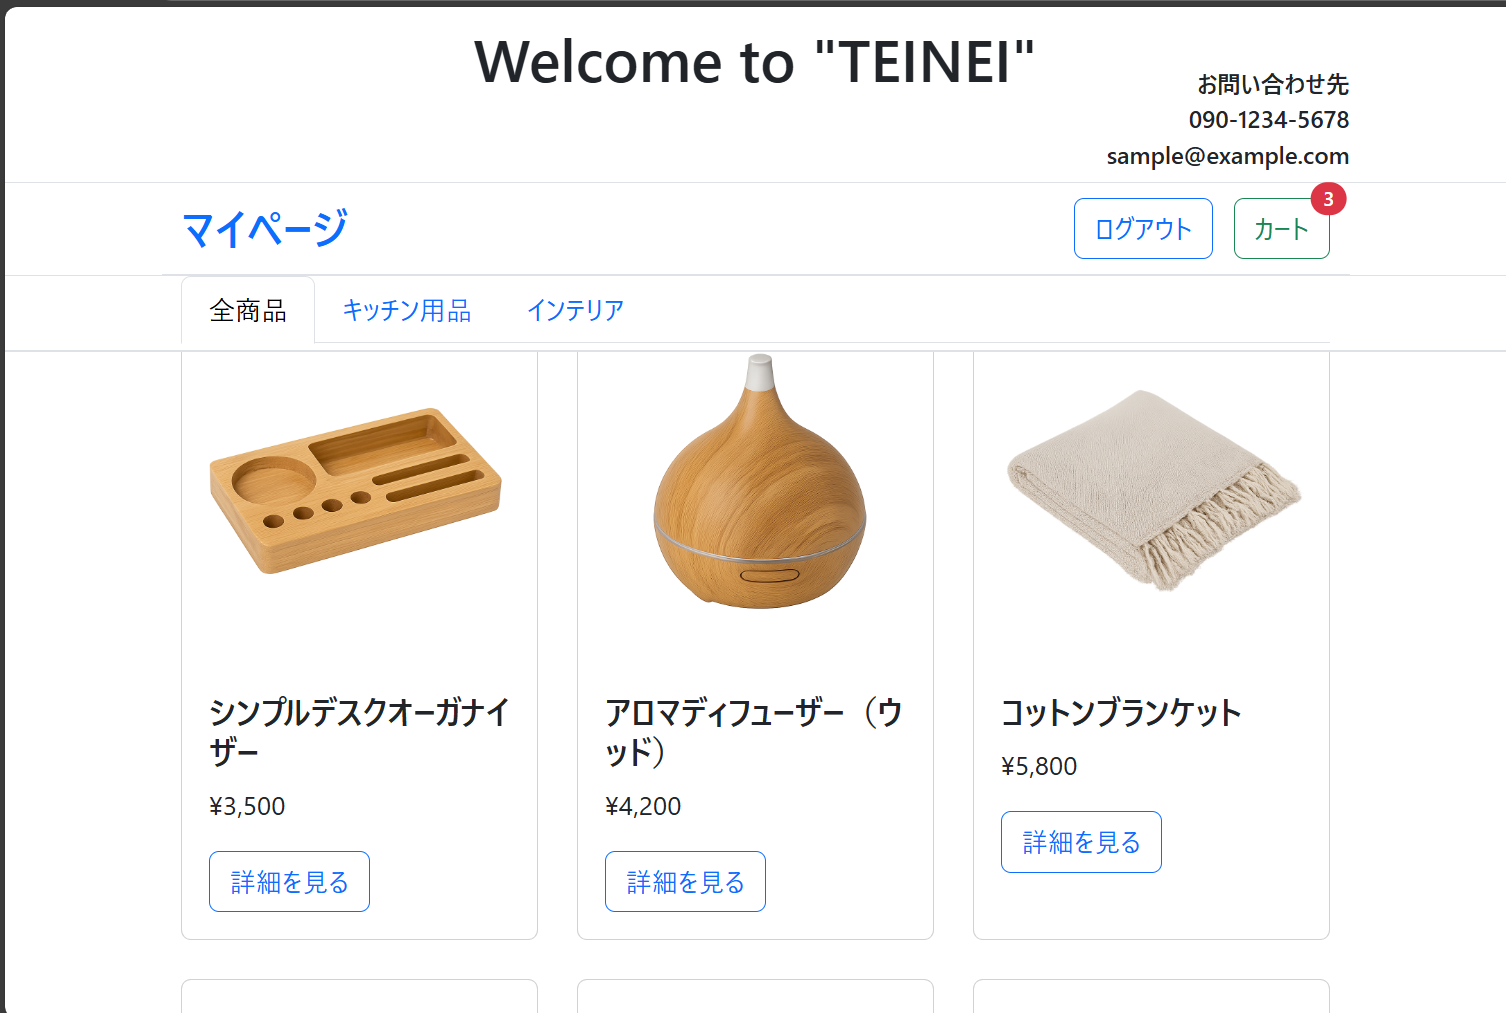 Welcome to "TEINEI"
お問い合わせ先
090-1234-5678
sample@example.com
マイページ
ログアウト
カート
3
全商品
キッチン用品
インテリア
シンプルデスクオーガナイ
ザー
¥3,500
詳細を見る
アロマディフューザー（ウ
ッド）
¥4,200
詳細を見る
コットンブランケット
¥5,800
詳細を見る